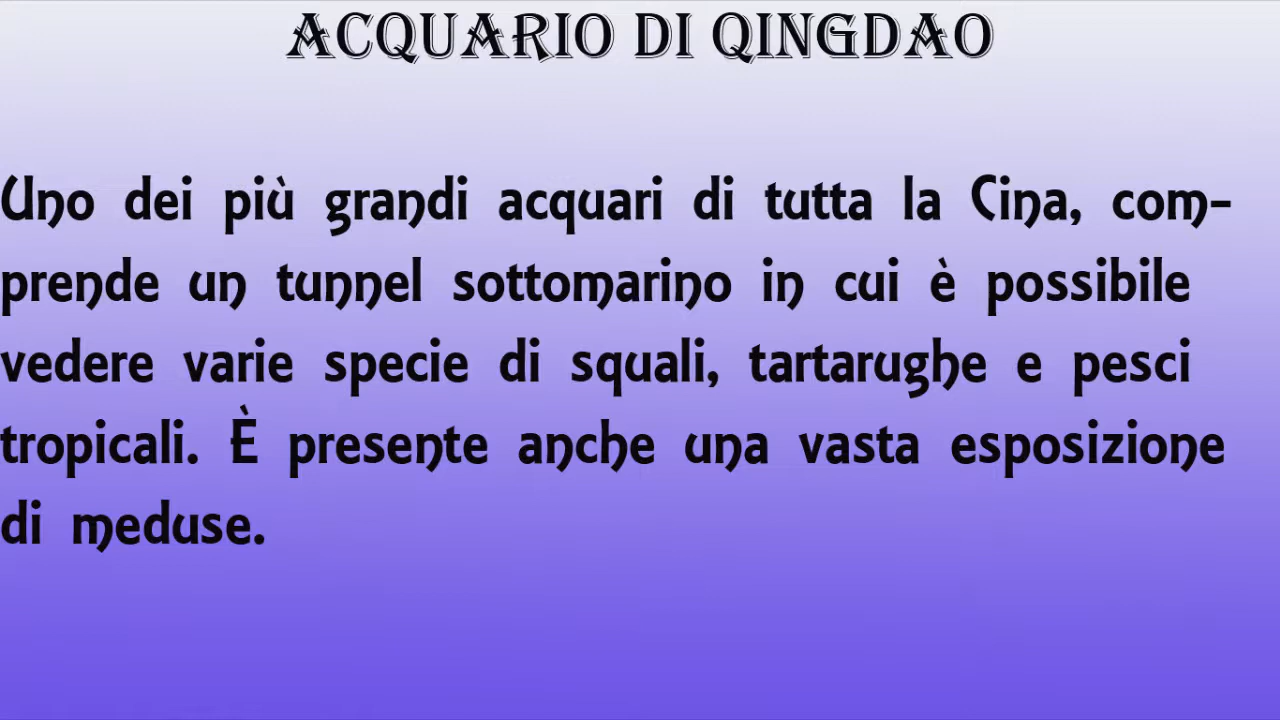 ACQUARIO DI QINGDAO
Uno dei più grandi acquari di tutta la Cina, com-
prende un tunnel sottomarino in cui è possibile
vedere varie specie di squali, tartarughe e pesci
tropicali. È presente anche una vasta esposizione
di meduse.